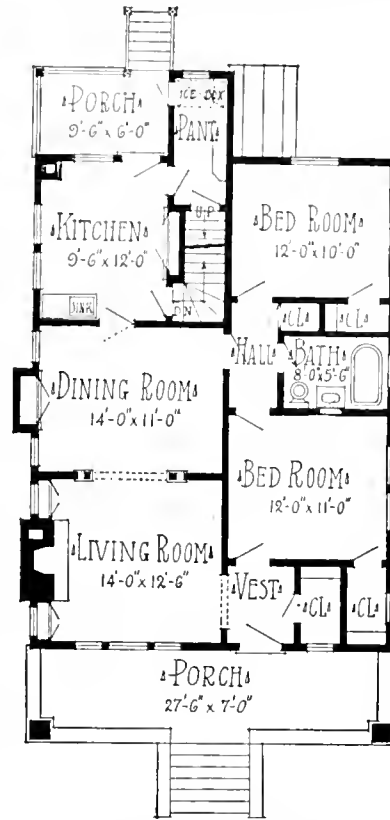 ICE BOX
PORCH
9'-6" x 6'-0"
PANT.
KITCHEN
9'-6" x 12'-0"
UP
BED ROOM
12'-0" x 10'-0"
SINK
DN
CL
CL
HALL
BATH
8'-0" x 5'-6"
DINING ROOM
14'-0" x 11'-0"
BED ROOM
12'-0" x 11'-0"
LIVING ROOM
14'-0" x 12'-6"
VEST
CL
CL
PORCH
27'-6" x 7'-0"